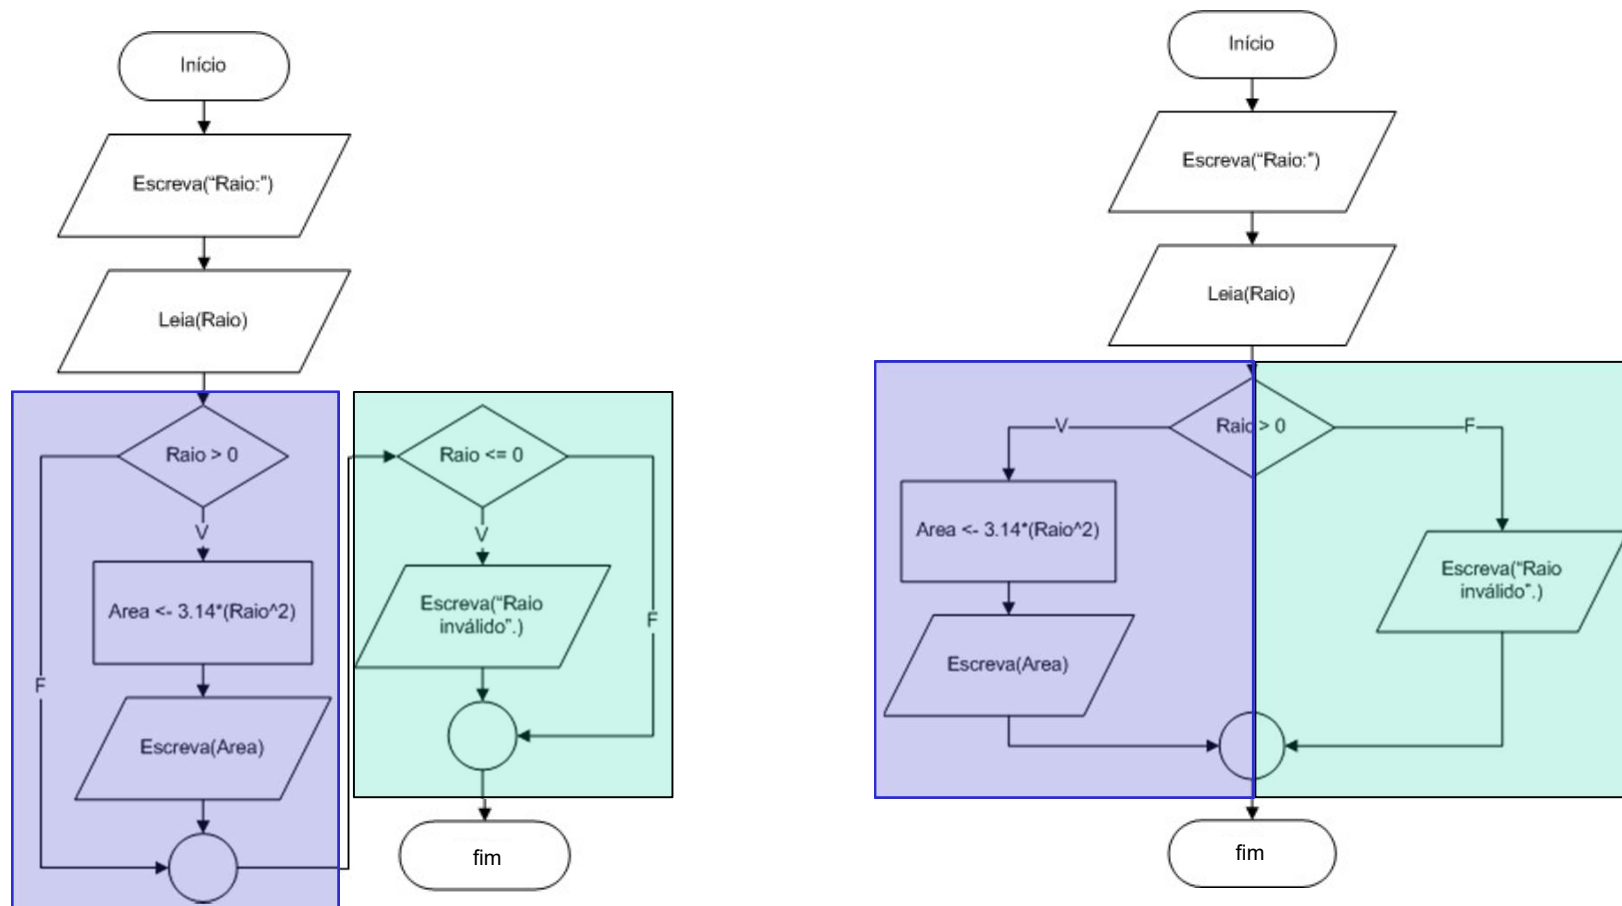 Início
Escreva(“Raio:”)
Leia(Raio)
Raio > 0
V
Area <- 3.14*(Raio^2)
F
Escreva(Area)
Raio <= 0
V
Escreva(“Raio
inválido”.)
F
fim
Início
Escreva(“Raio:”)
Leia(Raio)
Raio > 0
V
F
Area <- 3.14*(Raio^2)
Escreva(“Raio
inválido”.)
Escreva(Area)
fim